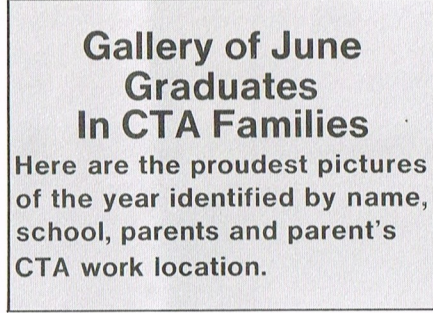 Gallery of June
Graduates
In CTA Families
Here are the proudest pictures
of the year identified by name,
school, parents and parent's
CTA work location.